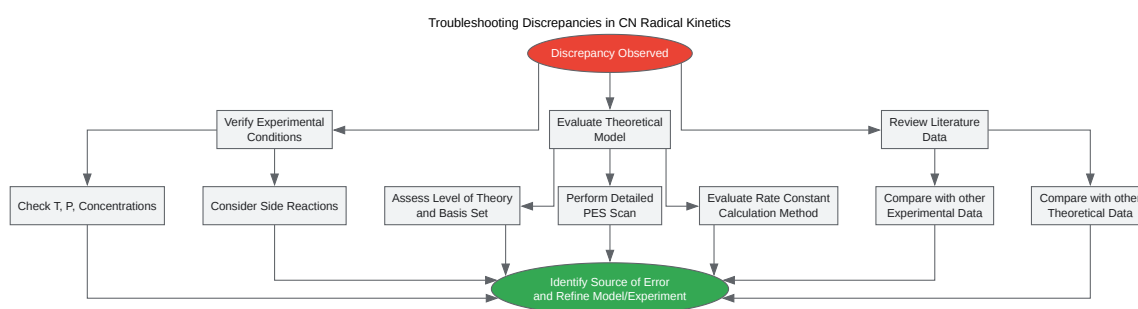 Troubleshooting Discrepancies in CN Radical Kinetics
Discrepancy Observed
Verify Experimental
Conditions
Evaluate Theoretical
Model
Review Literature
Data
Check T, P, Concentrations
Consider Side Reactions
Assess Level of Theory
and Basis Set
Perform Detailed
PES Scan
Evaluate Rate Constant
Calculation Method
Compare with other
Experimental Data
Compare with other
Theoretical Data
Identify Source of Error
and Refine Model/Experiment